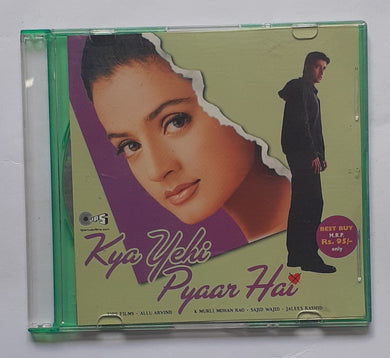 TIPS
Kya Yehi
Pyaar Hai
BEST BUY
M.R.P.
Rs. 95/-
only
TIPS FILMS - ALLU ARVIND K MURLI MOHAN RAO - SAJID WAJID - JALEES RASHID